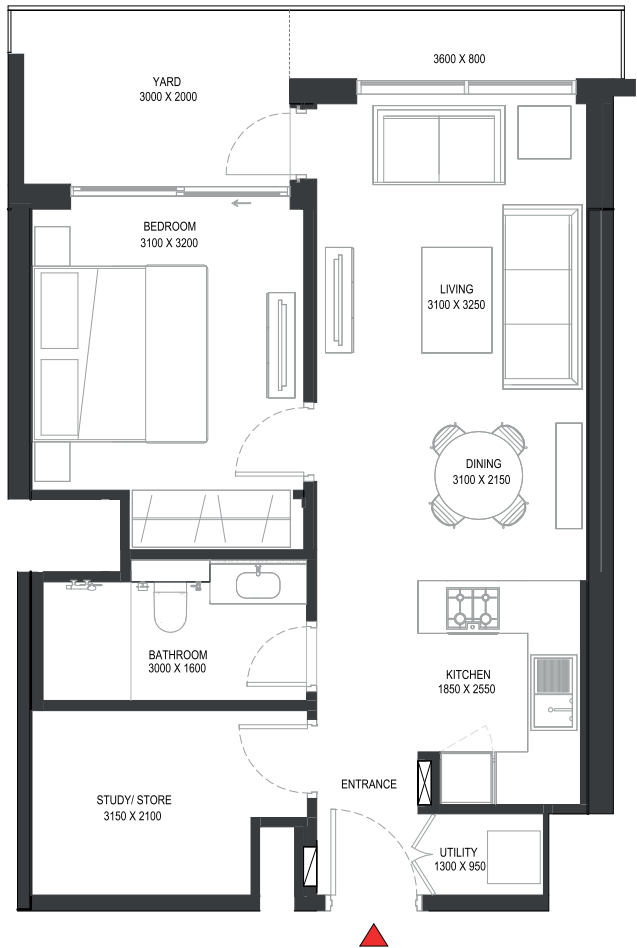 3600 X 800
YARD
3000 X 2000
BEDROOM
3100 X 3200
LIVING
3100 X 3250
DINING
3100 X 2150
BATHROOM
3000 X 1600
KITCHEN
1850 X 2550
ENTRANCE
STUDY/ STORE
3150 X 2100
UTILITY
1300 X 950